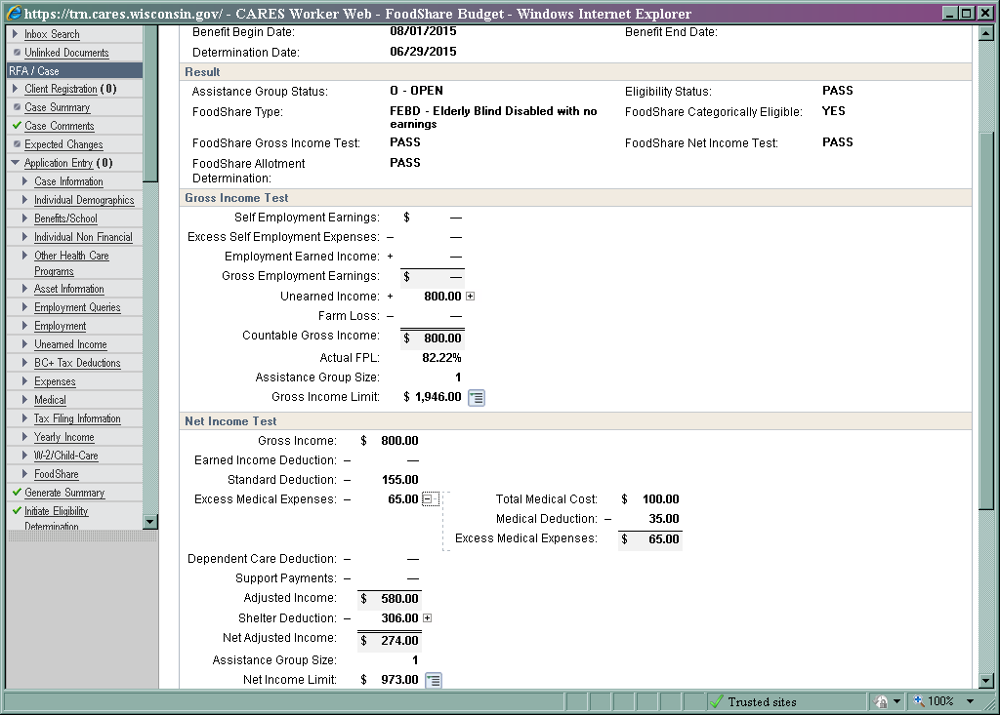 https://trn.cares.wisconsin.gov/ - CARES Worker Web - FoodShare Budget - Windows Internet Explorer
Inbox Search
Unlinked Documents
RFA / Case
Client Registration (0)
Case Summary
Case Comments
Expected Changes
Application Entry (0)
Case Information
Individual Demographics
Benefits/School
Individual Non Financial
Other Health Care
Programs
Asset Information
Employment Queries
Employment
Unearned Income
BC+ Tax Deductions
Expenses
Medical
Tax Filing Information
Yearly Income
W-2/Child-Care
FoodShare
Generate Summary
Initiate Eligibility
Determination
Benefit Begin Date: 08/01/2015 Benefit End Date:
Determination Date: 06/29/2015
Result
Assistance Group Status: O - OPEN Eligibility Status: PASS
FoodShare Type: FEBD - Elderly Blind Disabled with no FoodShare Categorically Eligible: YES
earnings
FoodShare Gross Income Test: PASS FoodShare Net Income Test: PASS
FoodShare Allotment PASS
Determination:
Gross Income Test
Self Employment Earnings: $ —
Excess Self Employment Expenses: – —
Employment Earned Income: + —
Gross Employment Earnings: $ —
Unearned Income: + 800.00
Farm Loss: – —
Countable Gross Income: $ 800.00
Actual FPL: 82.22%
Assistance Group Size: 1
Gross Income Limit: $ 1,946.00
Net Income Test
Gross Income: $ 800.00
Earned Income Deduction: – —
Standard Deduction: – 155.00
Excess Medical Expenses: – 65.00 Total Medical Cost: $ 100.00
Medical Deduction: – 35.00
Excess Medical Expenses: $ 65.00
Dependent Care Deduction: – —
Support Payments: – —
Adjusted Income: $ 580.00
Shelter Deduction: – 306.00
Net Adjusted Income: $ 274.00
Assistance Group Size: 1
Net Income Limit: $ 973.00
Trusted sites
100%